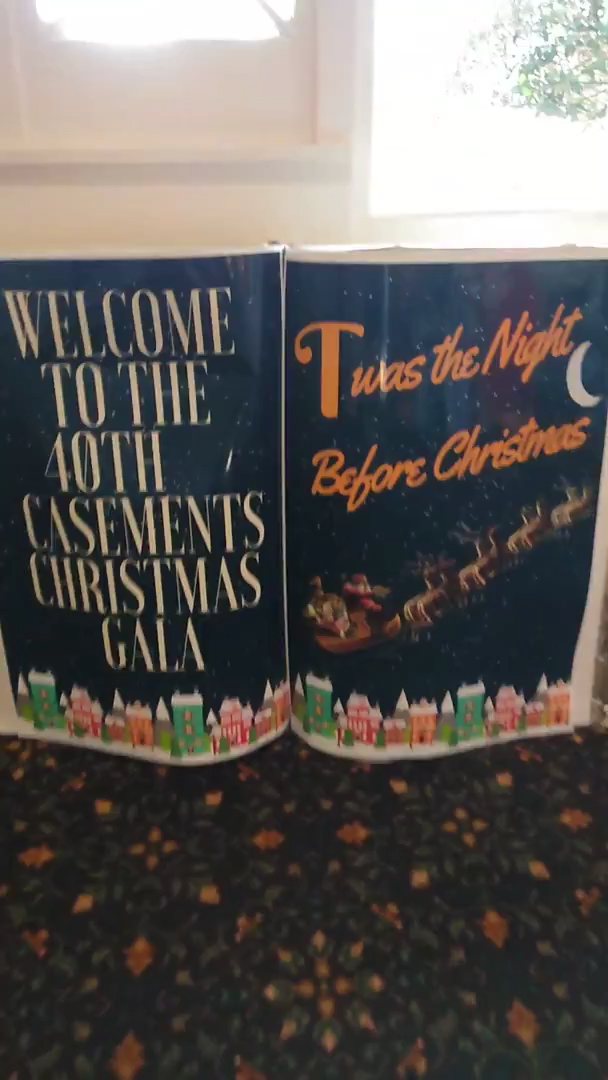 WELCOME
TO THE
40TH
CASEMENTS
CHRISTMAS
GALA
Twas the Night
Before Christmas